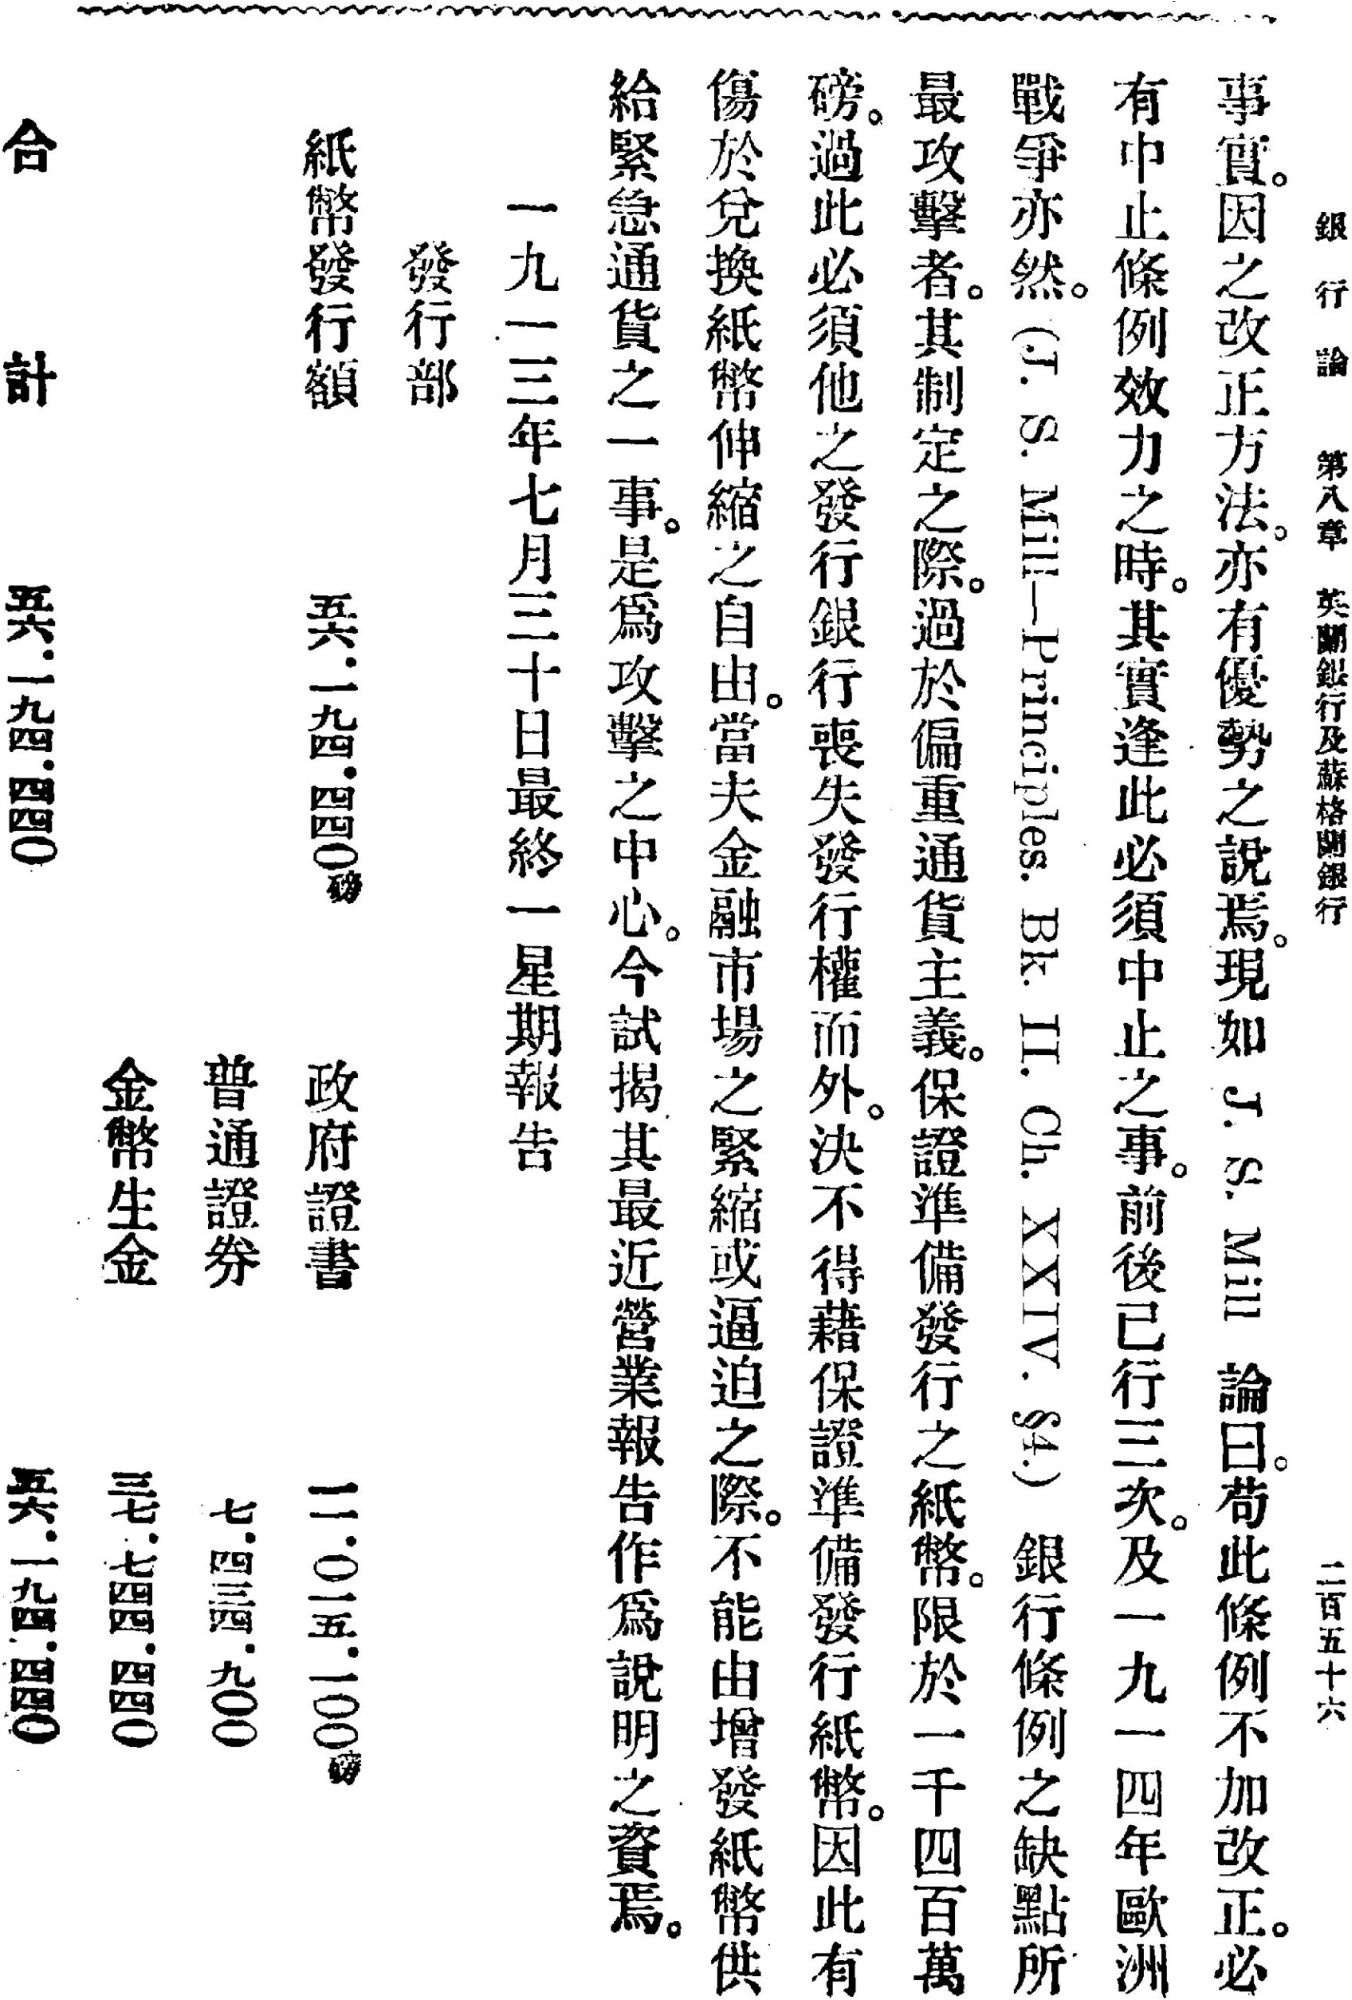 銀行論　第八章　英蘭銀行及蘇格蘭銀行　二百五十六
事實。因之改正方法。亦有優勢之說焉。現如 J. S. Mill 論曰。苟此條例不加改正。必
有中止條例效力之時。其實逢此必須中止之事。前後已行三次。及一九一四年歐洲
戰爭亦然。(J. S. Mill—Principles. Bk. II. Ch. XXIV. §4.) 銀行條例之缺點所
最攻擊者。其制定之際。過於偏重通貨主義。保證準備發行之紙幣。限於一千四百萬
磅。過此必須他之發行銀行喪失發行權而外。決不得藉保證準備發行紙幣。因此有
傷於兌換紙幣伸縮之自由。當夫金融市場之緊縮或逼迫之際。不能由增發紙幣供
給緊急通貨之一事。是爲攻擊之中心。今試揭其最近營業報告作爲說明之資焉。
一九一三年七月三十日最終一星期報告
發行部
紙幣發行額　五六.一九四.四四〇磅　政府證書　一一.〇一五.一〇〇磅
普通證券　七.四三四.九〇〇
金幣生金　三七.七四四.四四〇
合計　五六.一九四.四四〇　五六.一九四.四四〇